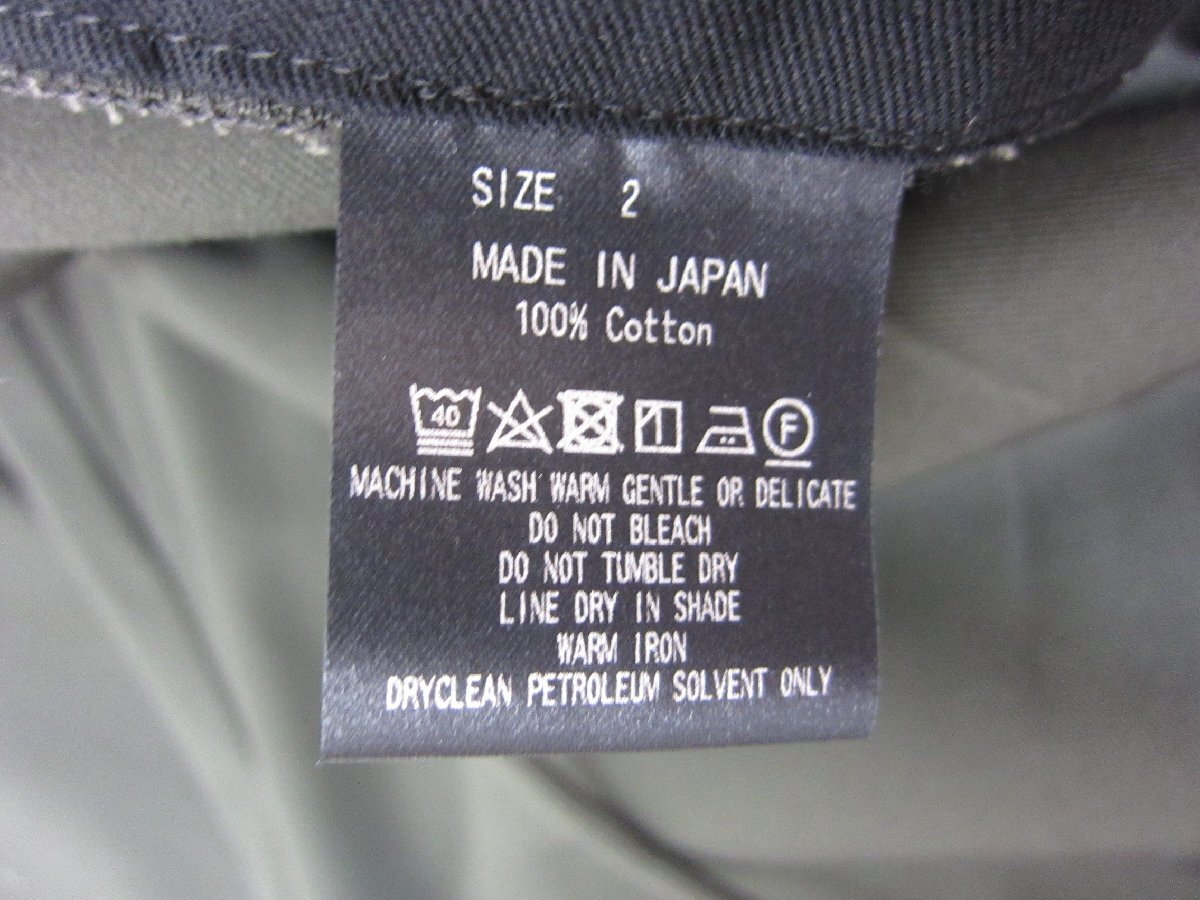 SIZE 2
MADE IN JAPAN
100% Cotton
40 F
MACHINE WASH WARM GENTLE OR DELICATE
DO NOT BLEACH
DO NOT TUMBLE DRY
LINE DRY IN SHADE
WARM IRON
DRYCLEAN PETROLEUM SOLVENT ONLY